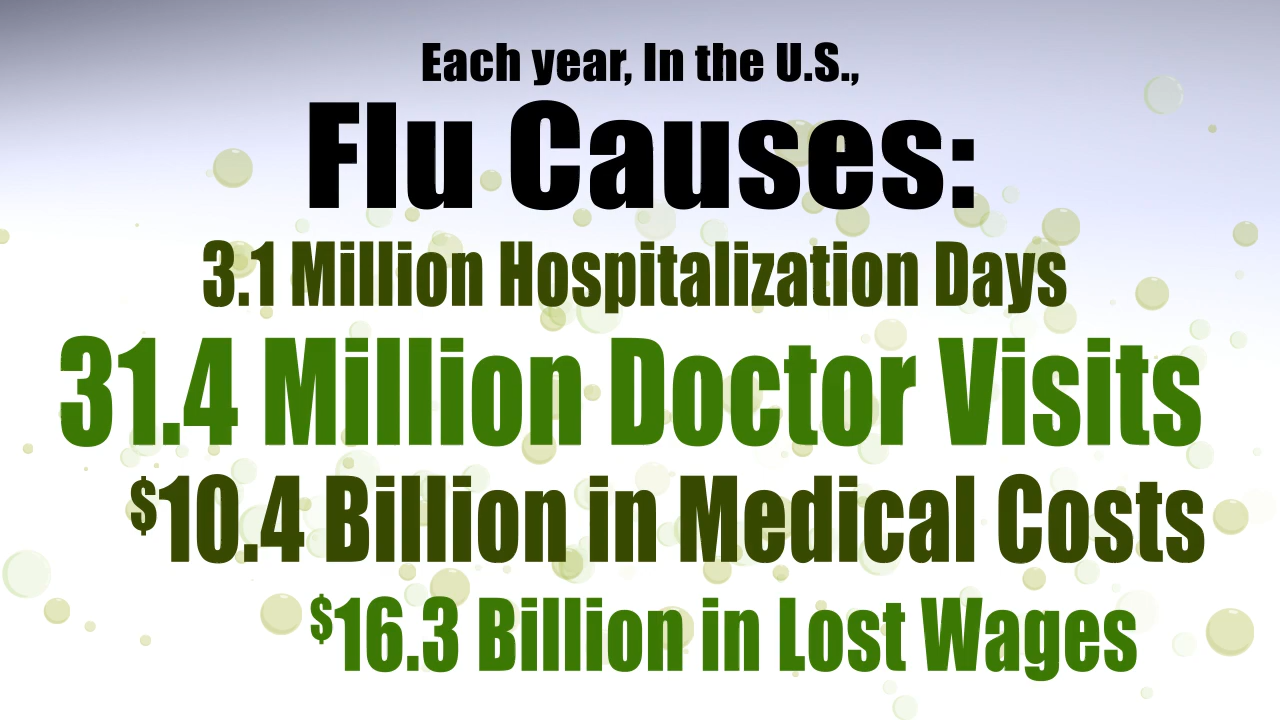 Each year, In the U.S.,
Flu Causes:
3.1 Million Hospitalization Days
31.4 Million Doctor Visits
$10.4 Billion in Medical Costs
$16.3 Billion in Lost Wages